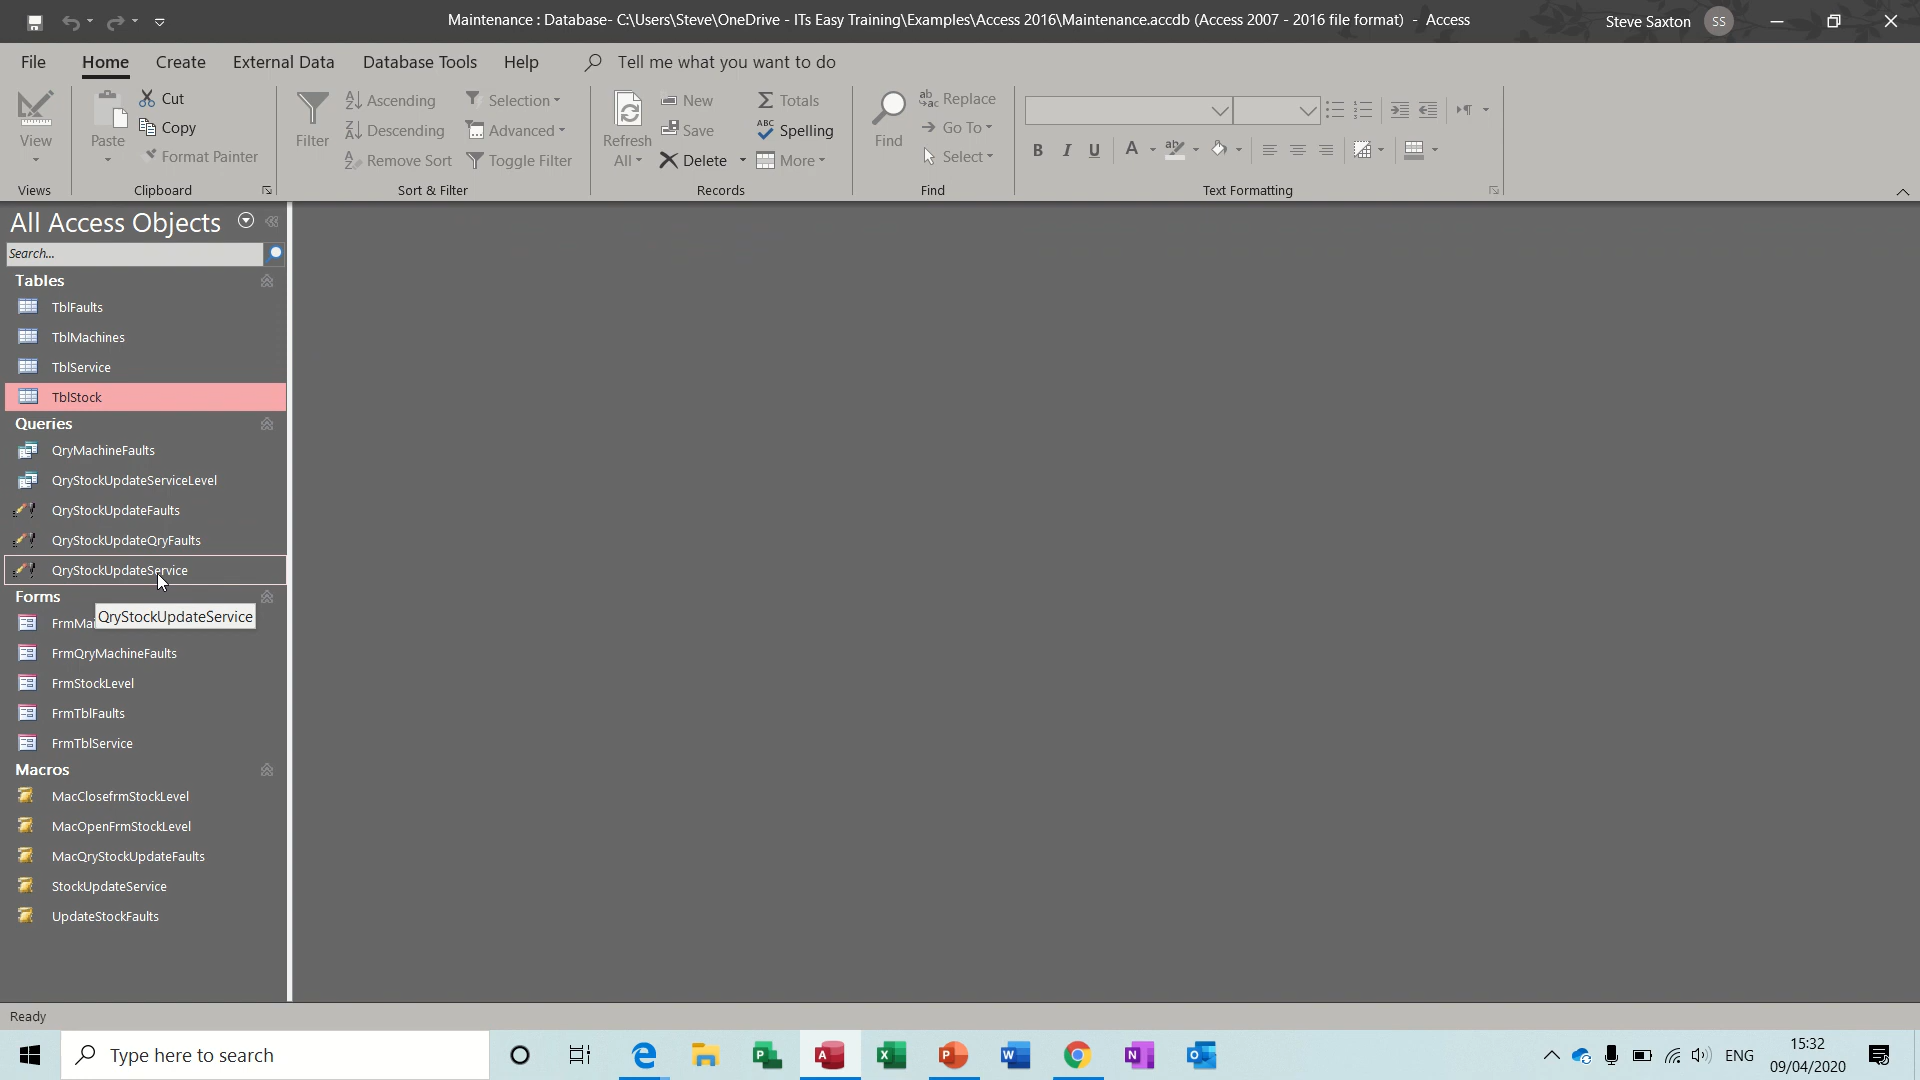 Maintenance : Database- C:\Users\Steve\OneDrive - ITs Easy Training\Examples\Access 2016\Maintenance.accdb (Access 2007 - 2016 file format) - Access
Steve Saxton SS
File Home Create External Data Database Tools Help Tell me what you want to do
View
Views
Paste
Cut
Copy
Format Painter
Clipboard
Filter
Ascending
Descending
Remove Sort
Selection
Advanced
Toggle Filter
Sort & Filter
Refresh
All
New
Save
Delete
Totals
Spelling
More
Records
Find
Replace
Go To
Select
Find
B I U A
Text Formatting
All Access Objects
Search...
Tables
TblFaults
TblMachines
TblService
TblStock
Queries
QryMachineFaults
QryStockUpdateServiceLevel
QryStockUpdateFaults
QryStockUpdateQryFaults
QryStockUpdateService
Forms
QryStockUpdateService
FrmMai
FrmQryMachineFaults
FrmStockLevel
FrmTblFaults
FrmTblService
Macros
MacClosefrmStockLevel
MacOpenFrmStockLevel
MacQryStockUpdateFaults
StockUpdateService
UpdateStockFaults
Ready
Type here to search
ENG
15:32
09/04/2020